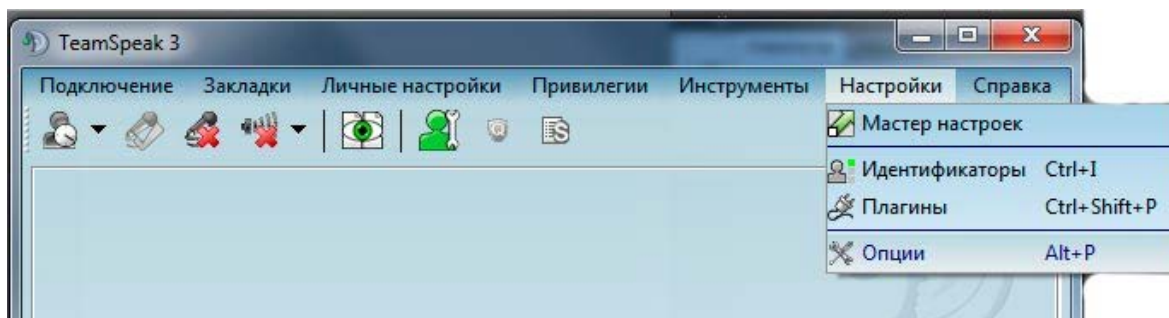 TeamSpeak 3
Подключение Закладки Личные настройки Привилегии Инструменты Настройки Справка
Мастер настроек
Идентификаторы Ctrl+I
Плагины Ctrl+Shift+P
Опции Alt+P